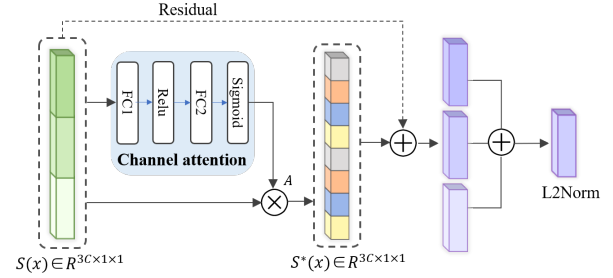 Residual
FC1
Relu
FC2
Sigmoid
Channel attention
A
L2Norm
S(x)∈R^{3C×1×1}
S*(x)∈R^{3C×1×1}